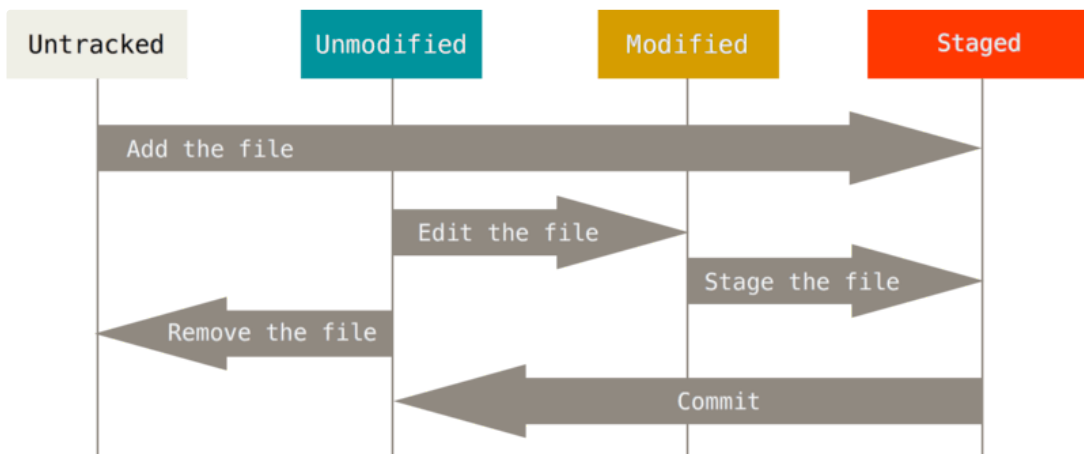 Untracked
Unmodified
Modified
Staged
Add the file
Edit the file
Stage the file
Remove the file
Commit